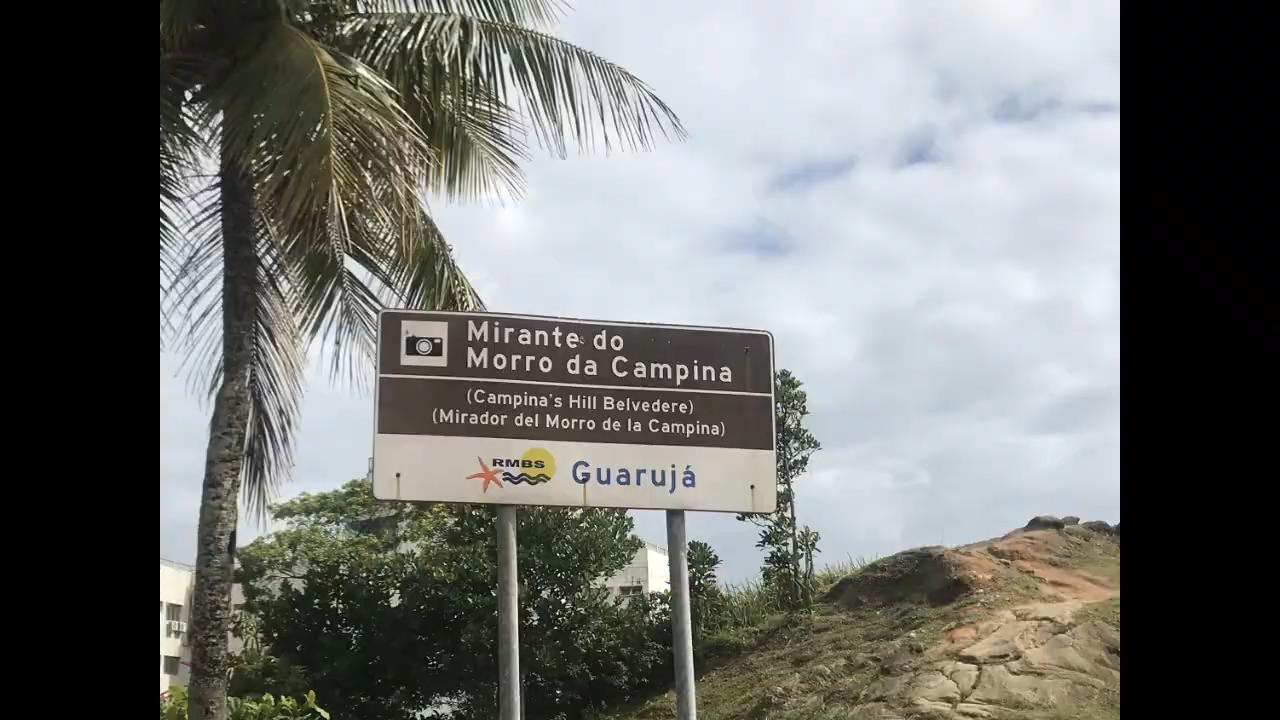 Mirante do
Morro da Campina
(Campina's Hill Belvedere)
(Mirador del Morro de la Campina)
RMBS
Guarujá